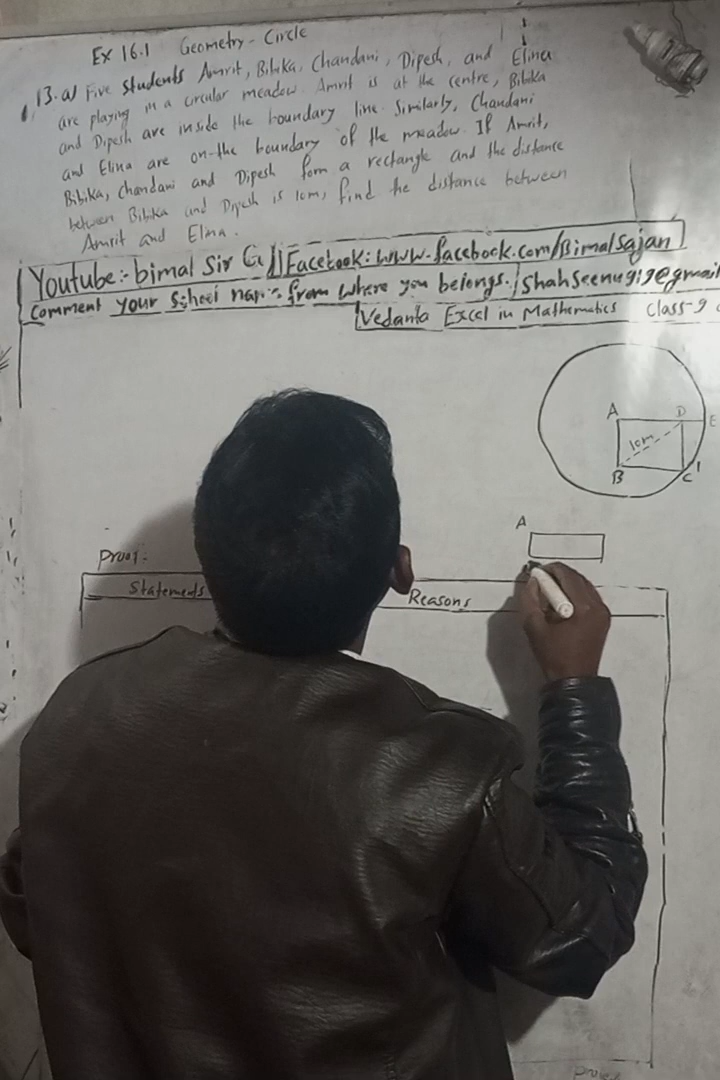 Ex 16.1 Geometry - Circle
13. a) Five students Amrit, Bibika, Chandani, Dipesh, and Elina
are playing in a circular meadow. Amrit is at the centre, Bibika
and Dipesh are inside the boundary line. Similarly, Chandani
and Elina are on the boundary of the meadow. If Amrit,
Bibika, Chandani and Dipesh form a rectangle and the distance
between Bibika and Dipesh is 10m, find the distance between
Amrit and Elina.
Youtube:- bimal Sir Facebook: www.facebook.com/Bimalsajan
Comment your School name from where you belongs.
Vedanta Excel in Mathematics Class-9
A D E
10m
B C
A
Proof:-
Statements Reasons